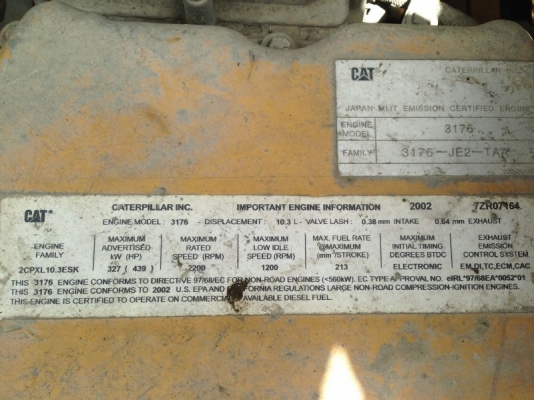 CAT CATERPILLAR INC.
JAPAN MLIT EMISSION CERTIFIED ENGINE
ENGINE MODEL 3176
FAMILY 3176-JE2-TA7
CAT CATERPILLAR INC. IMPORTANT ENGINE INFORMATION 2002 7ZR07164
ENGINE MODEL 3176 - DISPLACEMENT : 10.3 L - VALVE LASH : 0.38 mm INTAKE 0.64 mm EXHAUST
ENGINE FAMILY MAXIMUM ADVERTISED kW (HP) MAXIMUM RATED SPEED (RPM) MAXIMUM LOW IDLE SPEED (RPM) MAX. FUEL RATE @ MAXIMUM (mm³/STROKE) MAXIMUM INITIAL TIMING DEGREES BTDC EXHAUST EMISSION CONTROL SYSTEM
2CPXL10.3ESK 327 ( 439 ) 2200 1200 213 ELECTRONIC EM,DI,TC,ECM,CAC
THIS 3176 ENGINE CONFORMS TO DIRECTIVE 97/68/EC FOR NON-ROAD ENGINES (<560kW). EC TYPE APPROVAL NO. eIRL*97/68EA*0052*01
THIS 3176 ENGINE CONFORMS TO 2002 U.S. EPA AND CALIFORNIA REGULATIONS LARGE NON-ROAD COMPRESSION-IGNITION ENGINES.
THIS ENGINE IS CERTIFIED TO OPERATE ON COMMERCIALLY AVAILABLE DIESEL FUEL.